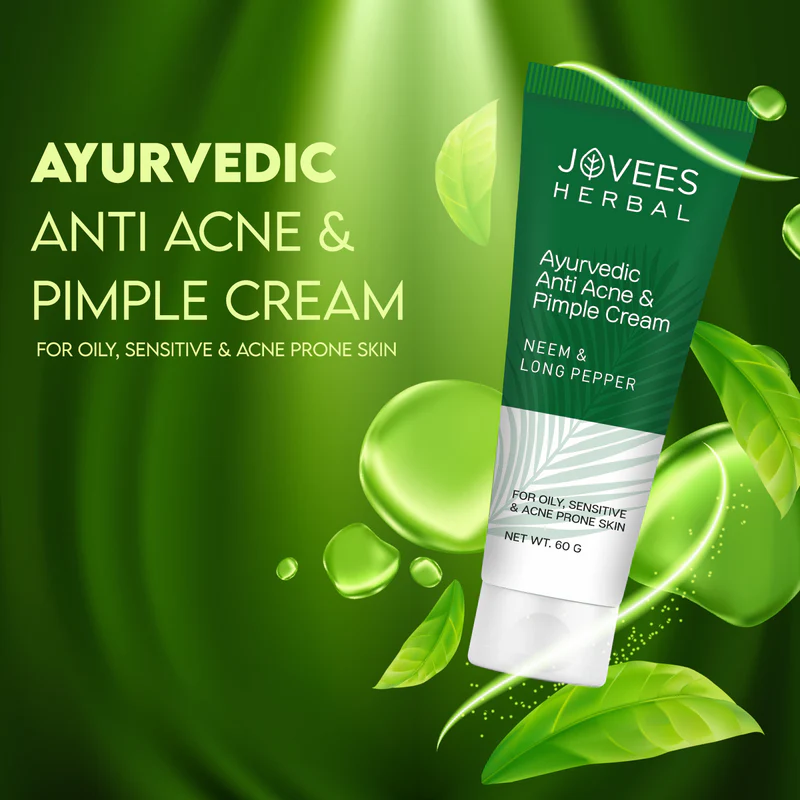 AYURVEDIC
ANTI ACNE &
PIMPLE CREAM
FOR OILY, SENSITIVE & ACNE PRONE SKIN
JOVEES
HERBAL
Ayurvedic
Anti Acne &
Pimple Cream
NEEM &
LONG PEPPER
FOR OILY, SENSITIVE
& ACNE PRONE SKIN
NET WT. 60 G